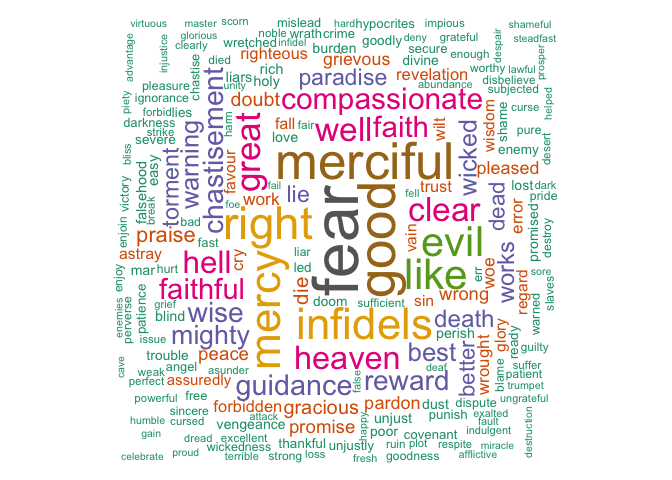 virtuous master scorn mislead hard hypocrites impious shameful
glorious noble wrath crime deny grateful steadfast
clearly wretched infidel burden goodly secure enough despair
advantage injustice chastise died righteous grievous divine worthy lawful prosper
liars rich paradise revelation disbelieve
pleasure unity holy abundance subjected
piety ignorance doubt compassionate wisdom shame curse helped
forbid lies harm great fall fair well faith wilt wicked
darkness warning chastisement love enemy pure desert
strike severe merciful pleased
bliss torment easy favour work fail lie fear good fell trust dead lost dark
victory falsehood break foe clear promised pride
enjoin bad right vain error
praise fast liar evil destroy
astray cry mercy led like err woe works sore
enjoy mar hurt hell die wrong regard slaves
faithful doom sufficient sin warned
enemies perverse patience grief wise infidels death glory
blind mighty perish ready
issue heaven best wrought guilty
cave trouble peace deaf better blame suffer
weak angel asunder patient
perfect assuredly guidance false reward trumpet
powerful free ungrateful
sincere forbidden gracious pardon dust dispute exalted
humble cursed attack happy unjust punish fault
gain vengeance promise poor covenant indulgent destruction
dread excellent thankful unjustly ruin plot respite miracle
proud wickedness
celebrate terrible strong loss fresh goodness afflictive